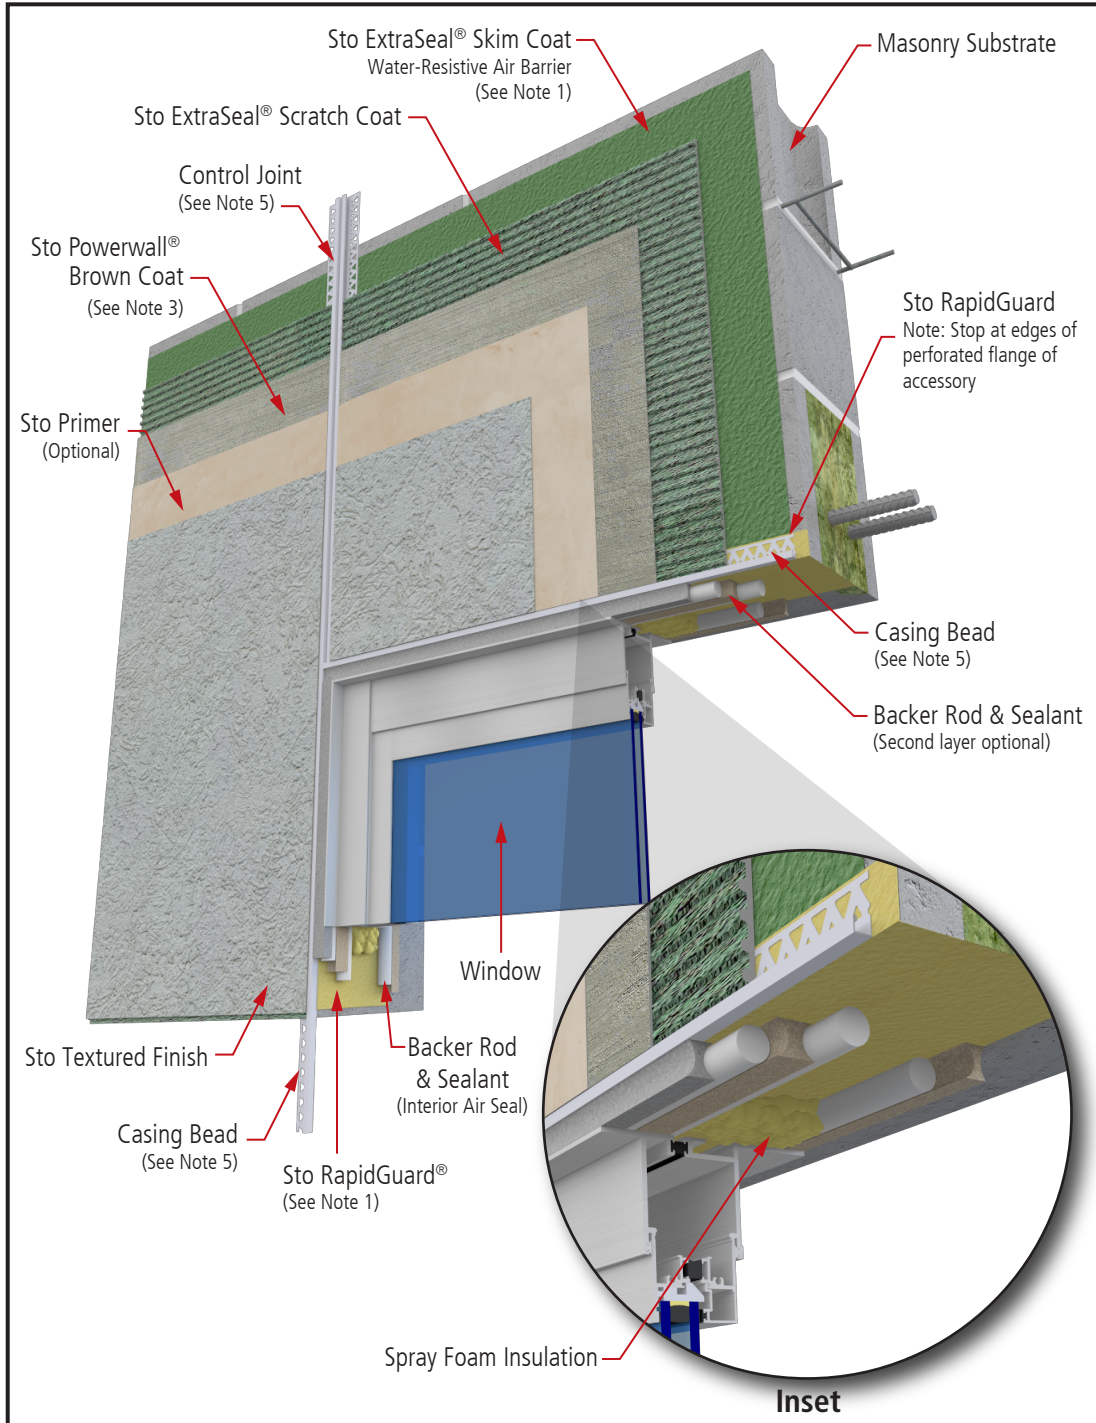 Sto ExtraSeal® Skim Coat
Water-Resistive Air Barrier
(See Note 1)
Masonry Substrate
Sto ExtraSeal® Scratch Coat
Control Joint
(See Note 5)
Sto Powerwall®
Brown Coat
(See Note 3)
Sto RapidGuard
Note: Stop at edges of
perforated flange of
accessory
Sto Primer
(Optional)
Casing Bead
(See Note 5)
Backer Rod & Sealant
(Second layer optional)
Window
Sto Textured Finish
Backer Rod
& Sealant
(Interior Air Seal)
Casing Bead
(See Note 5)
Sto RapidGuard®
(See Note 1)
Spray Foam Insulation
Inset